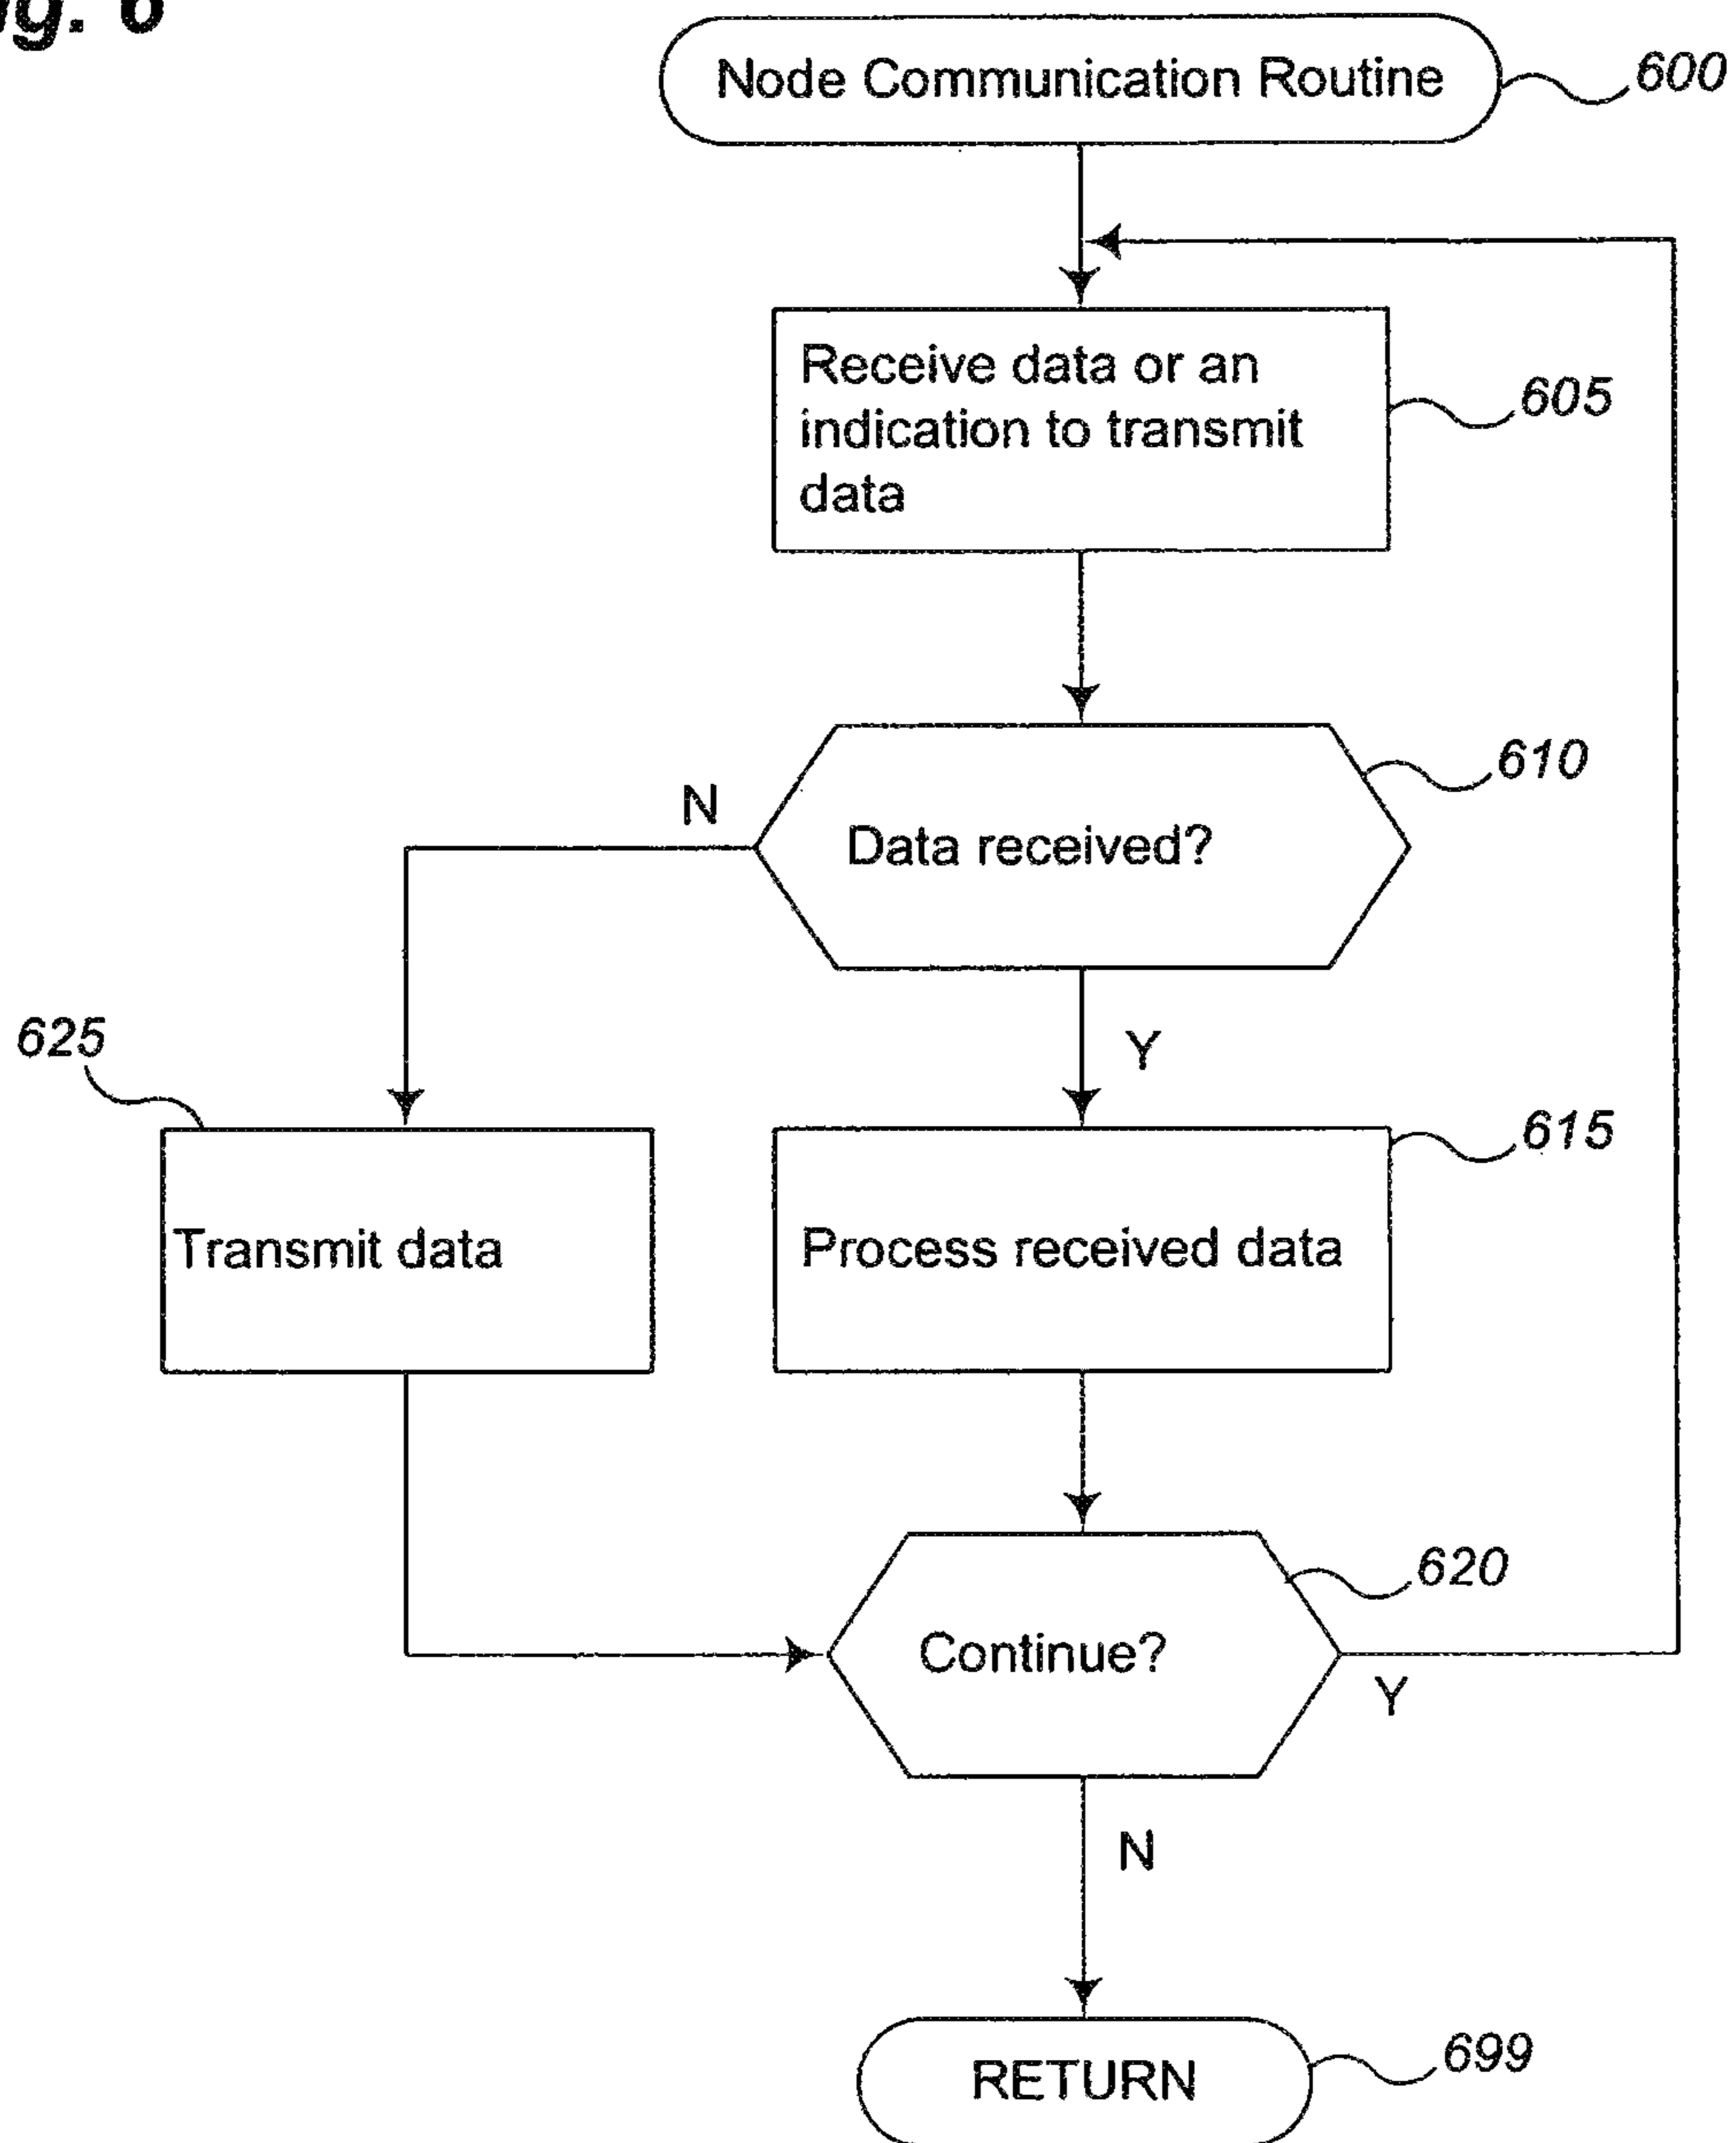 6
Node Communication Routine
600
Receive data or an
indication to transmit
data
605
610
N
Data received?
Y
625
615
Transmit data
Process received data
620
Continue?
Y
N
RETURN
699